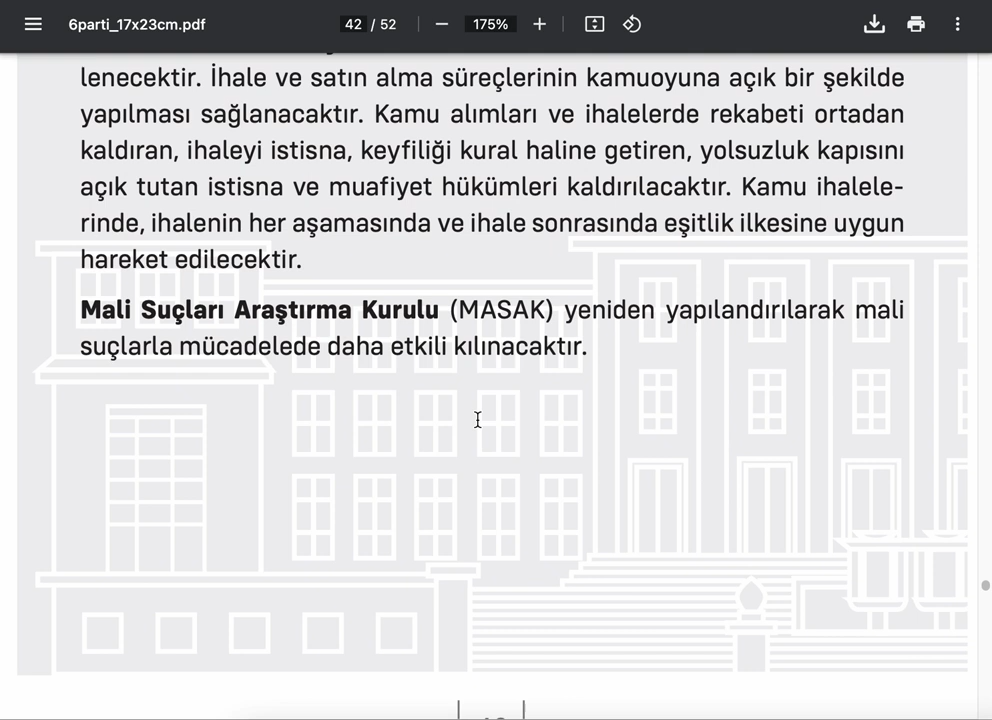 6parti_17x23cm.pdf
42 / 52
175%
lenecektir. İhale ve satın alma süreçlerinin kamuoyuna açık bir şekilde
yapılması sağlanacaktır. Kamu alımları ve ihalelerde rekabeti ortadan
kaldıran, ihaleyi istisna, keyfiliği kural haline getiren, yolsuzluk kapısını
açık tutan istisna ve muafiyet hükümleri kaldırılacaktır. Kamu ihalele-
rinde, ihalenin her aşamasında ve ihale sonrasında eşitlik ilkesine uygun
hareket edilecektir.
Mali Suçları Araştırma Kurulu (MASAK) yeniden yapılandırılarak mali
suçlarla mücadelede daha etkili kılınacaktır.